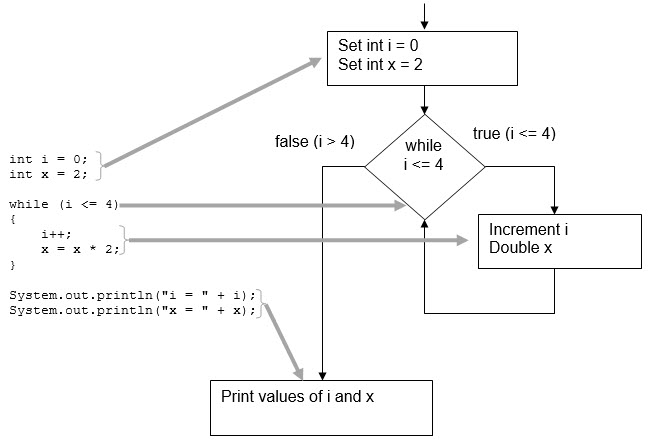 Set int i = 0
Set int x = 2
false (i > 4)
true (i <= 4)
while
i <= 4
int i = 0;
int x = 2;
while (i <= 4)
{
i++;
x = x * 2;
}
Increment i
Double x
System.out.println("i = " + i);
System.out.println("x = " + x);
Print values of i and x